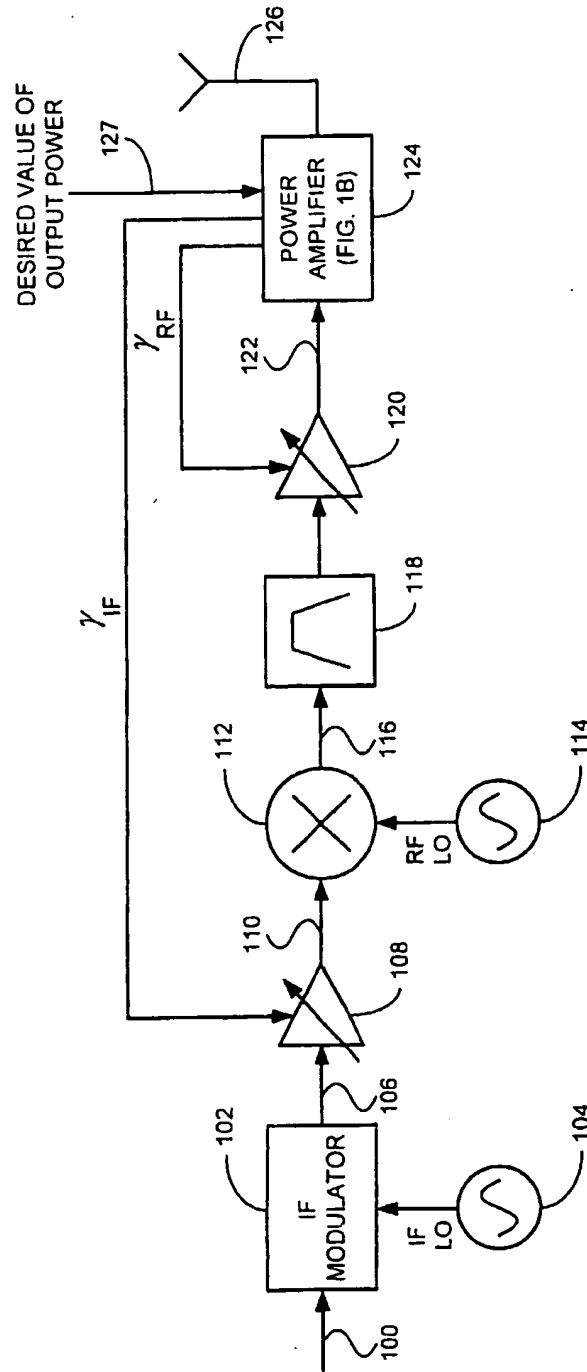 DESIRED VALUE OF
OUTPUT POWER
127
126
γIF
γRF
POWER
AMPLIFIER
(FIG. 1B)
124
122
120
118
116
112
RF
LO
114
110
108
106
102
IF
MODULATOR
IF
LO
104
100